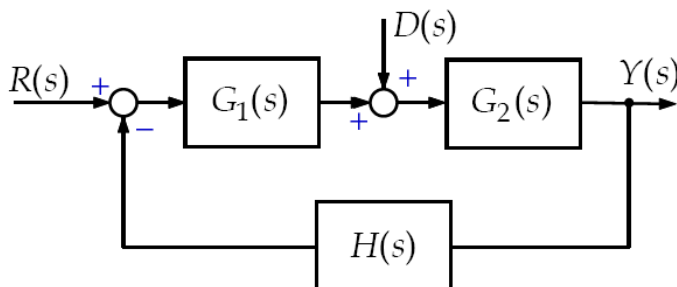 D(s)
R(s)
+
G₁(s)
+
G₂(s)
Y(s)
−
+
H(s)